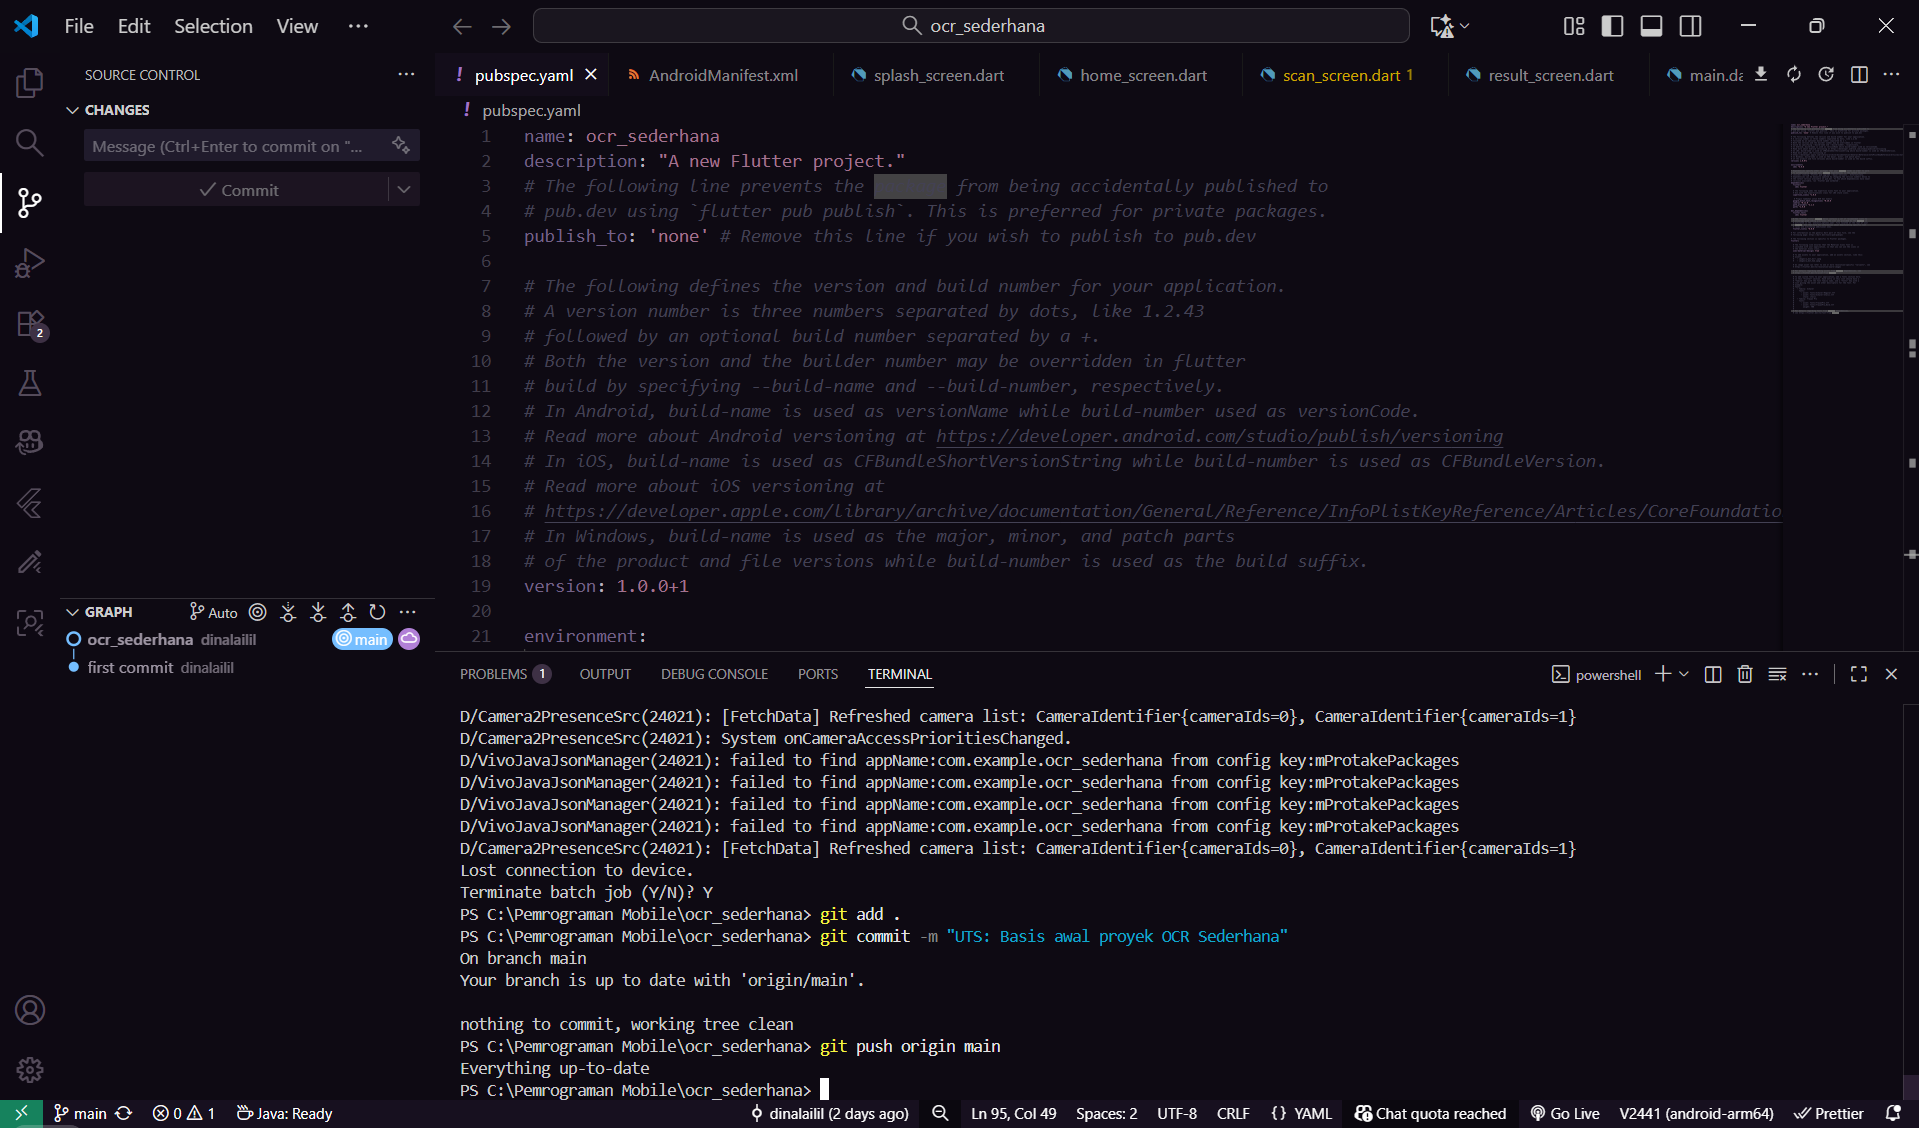 File Edit Selection View ···
ocr_sederhana
SOURCE CONTROL
CHANGES
Message (Ctrl+Enter to commit on "...
Commit
2
pubspec.yaml
AndroidManifest.xml
splash_screen.dart
home_screen.dart
scan_screen.dart 1
result_screen.dart
main.da
pubspec.yaml
1 name: ocr_sederhana
2 description: "A new Flutter project."
3 # The following line prevents the from being accidentally published to
4 # pub.dev using `flutter pub publish`. This is preferred for private packages.
5 publish_to: 'none' # Remove this line if you wish to publish to pub.dev
6
7 # The following defines the version and build number for your application.
8 # A version number is three numbers separated by dots, like 1.2.43
9 # followed by an optional build number separated by a +.
10 # Both the version and the builder number may be overridden in flutter
11 # build by specifying --build-name and --build-number, respectively.
12 # In Android, build-name is used as versionName while build-number used as versionCode.
13 # Read more about Android versioning at https://developer.android.com/studio/publish/versioning
14 # In iOS, build-name is used as CFBundleShortVersionString while build-number is used as CFBundleVersion.
15 # Read more about iOS versioning at
16 # https://developer.apple.com/library/archive/documentation/General/Reference/InfoPlistKeyReference/Articles/CoreFoundatio
17 # In Windows, build-name is used as the major, minor, and patch parts
18 # of the product and file versions while build-number is used as the build suffix.
19 version: 1.0.0+1
20
21 environment:
GRAPH Auto
ocr_sederhana dinalailil main
first commit dinalailil
PROBLEMS 1 OUTPUT DEBUG CONSOLE PORTS TERMINAL
powershell
D/Camera2PresenceSrc(24021): [FetchData] Refreshed camera list: CameraIdentifier{cameraIds=0}, CameraIdentifier{cameraIds=1}
D/Camera2PresenceSrc(24021): System onCameraAccessPrioritiesChanged.
D/VivoJavaJsonManager(24021): failed to find appName:com.example.ocr_sederhana from config key:mProtakePackages
D/VivoJavaJsonManager(24021): failed to find appName:com.example.ocr_sederhana from config key:mProtakePackages
D/VivoJavaJsonManager(24021): failed to find appName:com.example.ocr_sederhana from config key:mProtakePackages
D/VivoJavaJsonManager(24021): failed to find appName:com.example.ocr_sederhana from config key:mProtakePackages
D/Camera2PresenceSrc(24021): [FetchData] Refreshed camera list: CameraIdentifier{cameraIds=0}, CameraIdentifier{cameraIds=1}
Lost connection to device.
Terminate batch job (Y/N)? Y
PS C:\Pemrograman Mobile\ocr_sederhana> git add .
PS C:\Pemrograman Mobile\ocr_sederhana> git commit -m "UTS: Basis awal proyek OCR Sederhana"
On branch main
Your branch is up to date with 'origin/main'.

nothing to commit, working tree clean
PS C:\Pemrograman Mobile\ocr_sederhana> git push origin main
Everything up-to-date
PS C:\Pemrograman Mobile\ocr_sederhana>
main 0 1 Java: Ready dinalailil (2 days ago) Ln 95, Col 49 Spaces: 2 UTF-8 CRLF {} YAML Chat quota reached Go Live V2441 (android-arm64) Prettier